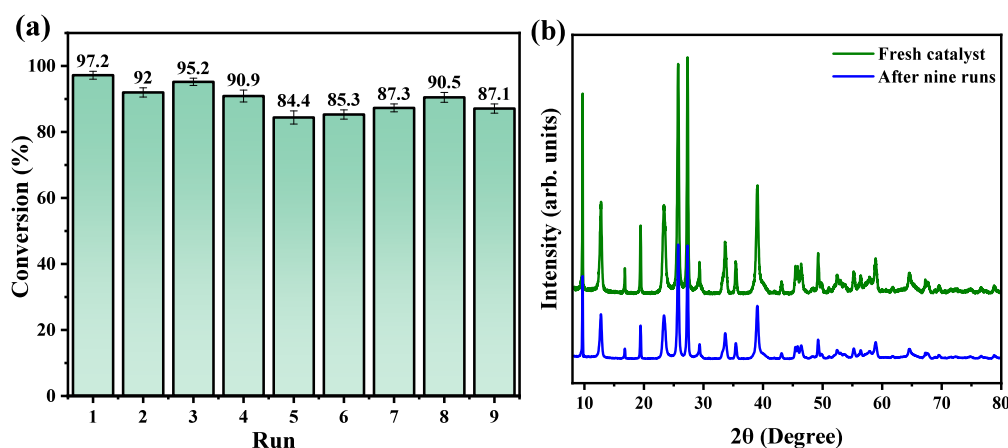 (a)
Conversion (%)
100
80
60
40
20
0
97.2
92
95.2
90.9
84.4
85.3
87.3
90.5
87.1
1 2 3 4 5 6 7 8 9
Run
(b)
Fresh catalyst
After nine runs
Intensity (arb. units)
10 20 30 40 50 60 70 80
2θ (Degree)